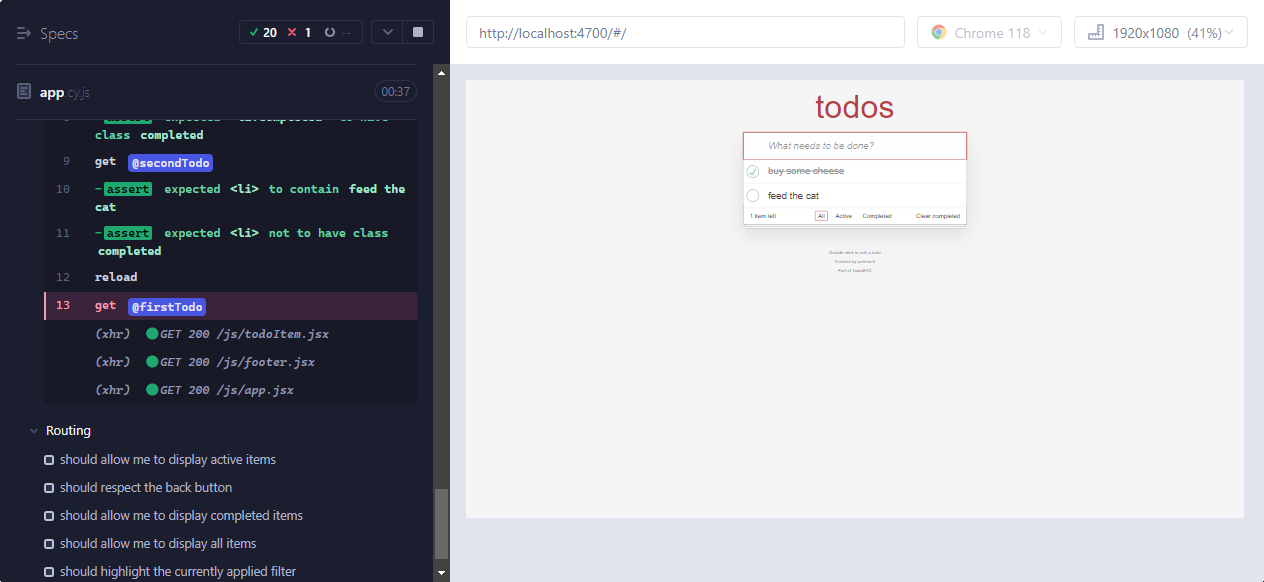 Specs
20 1 --
app.cy.js 00:37
class completed
9 get @secondTodo
10 -assert expected <li> to contain feed the
cat
11 -assert expected <li> not to have class
completed
12 reload
13 get @firstTodo
(xhr) GET 200 /js/todoItem.jsx
(xhr) GET 200 /js/footer.jsx
(xhr) GET 200 /js/app.jsx
Routing
should allow me to display active items
should respect the back button
should allow me to display completed items
should allow me to display all items
should highlight the currently applied filter
http://localhost:4700/#/
Chrome 118
1920x1080 (41%)
todos
What needs to be done?
buy some cheese
feed the cat
1 item left All Active Completed Clear completed
Double-click to edit a todo
Created by petehunt
Part of TodoMVC